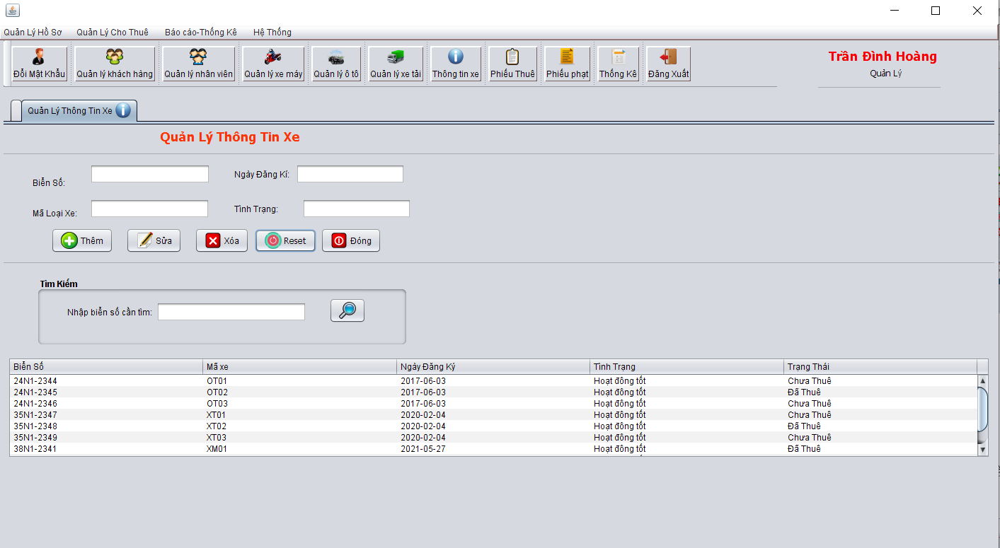 Quản Lý Hồ Sơ Quản Lý Cho Thuê Báo cáo-Thống Kê Hệ Thống
Đổi Mật Khẩu Quản lý khách hàng Quản lý nhân viên Quản lý xe máy Quản lý ô tô Quản lý xe tải Thông tin xe Phiếu Thuê Phiếu phạt Thống Kê Đăng Xuất
Trần Đình Hoàng
Quản Lý
Quản Lý Thông Tin Xe
Quản Lý Thông Tin Xe
Biển Số: Ngày Đăng Kí:
Mã Loại Xe: Tình Trạng:
Thêm Sửa Xóa Reset Đóng
Tìm Kiếm
Nhập biển số cần tìm:
Biển Số Mã xe Ngày Đăng Ký Tình Trạng Trạng Thái
24N1-2344 OT01 2017-06-03 Hoạt đông tốt Chưa Thuê
24N1-2345 OT02 2017-06-03 Hoạt đông tốt Đã Thuê
24N1-2346 OT03 2017-06-03 Hoạt đông tốt Chưa Thuê
35N1-2347 XT01 2020-02-04 Hoạt đông tốt Chưa Thuê
35N1-2348 XT02 2020-02-04 Hoạt đông tốt Đã Thuê
35N1-2349 XT03 2020-02-04 Hoạt đông tốt Chưa Thuê
38N1-2341 XM01 2021-05-27 Hoạt đông tốt Đã Thuê